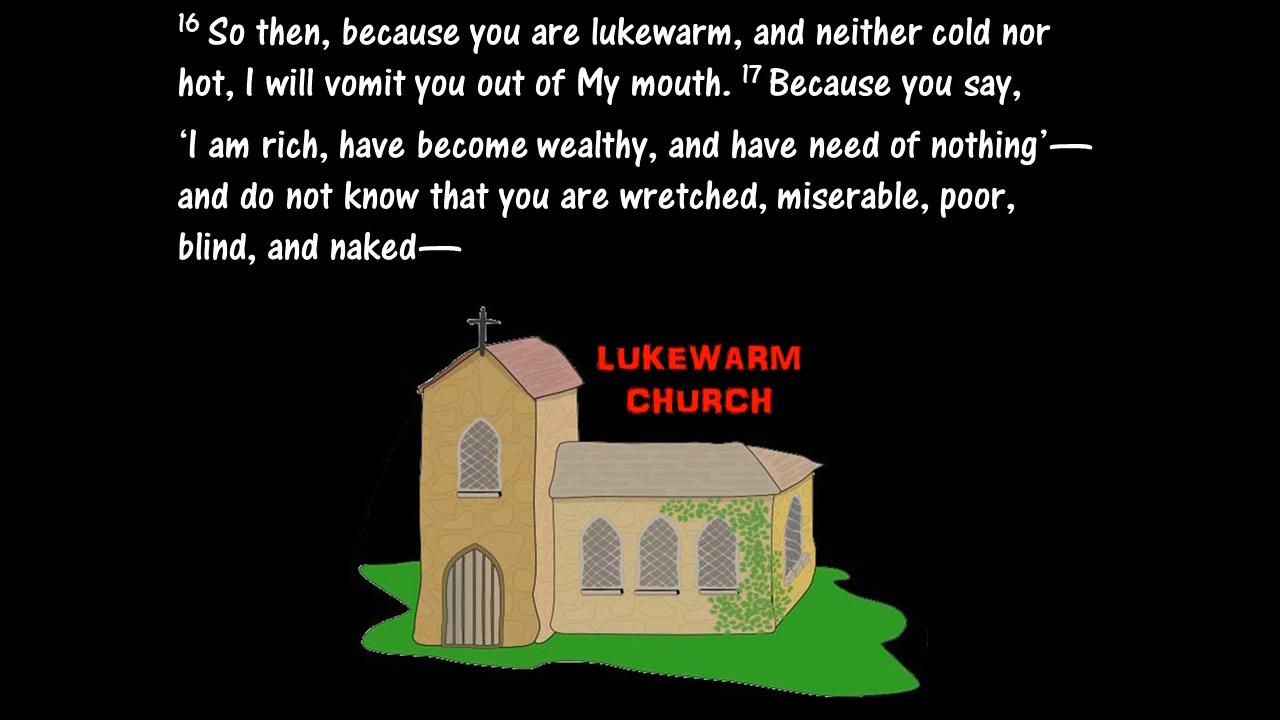 16 So then, because you are lukewarm, and neither cold nor
hot, I will vomit you out of My mouth. 17 Because you say,
‘I am rich, have become wealthy, and have need of nothing’—
and do not know that you are wretched, miserable, poor,
blind, and naked—
LUKEWARM
CHURCH